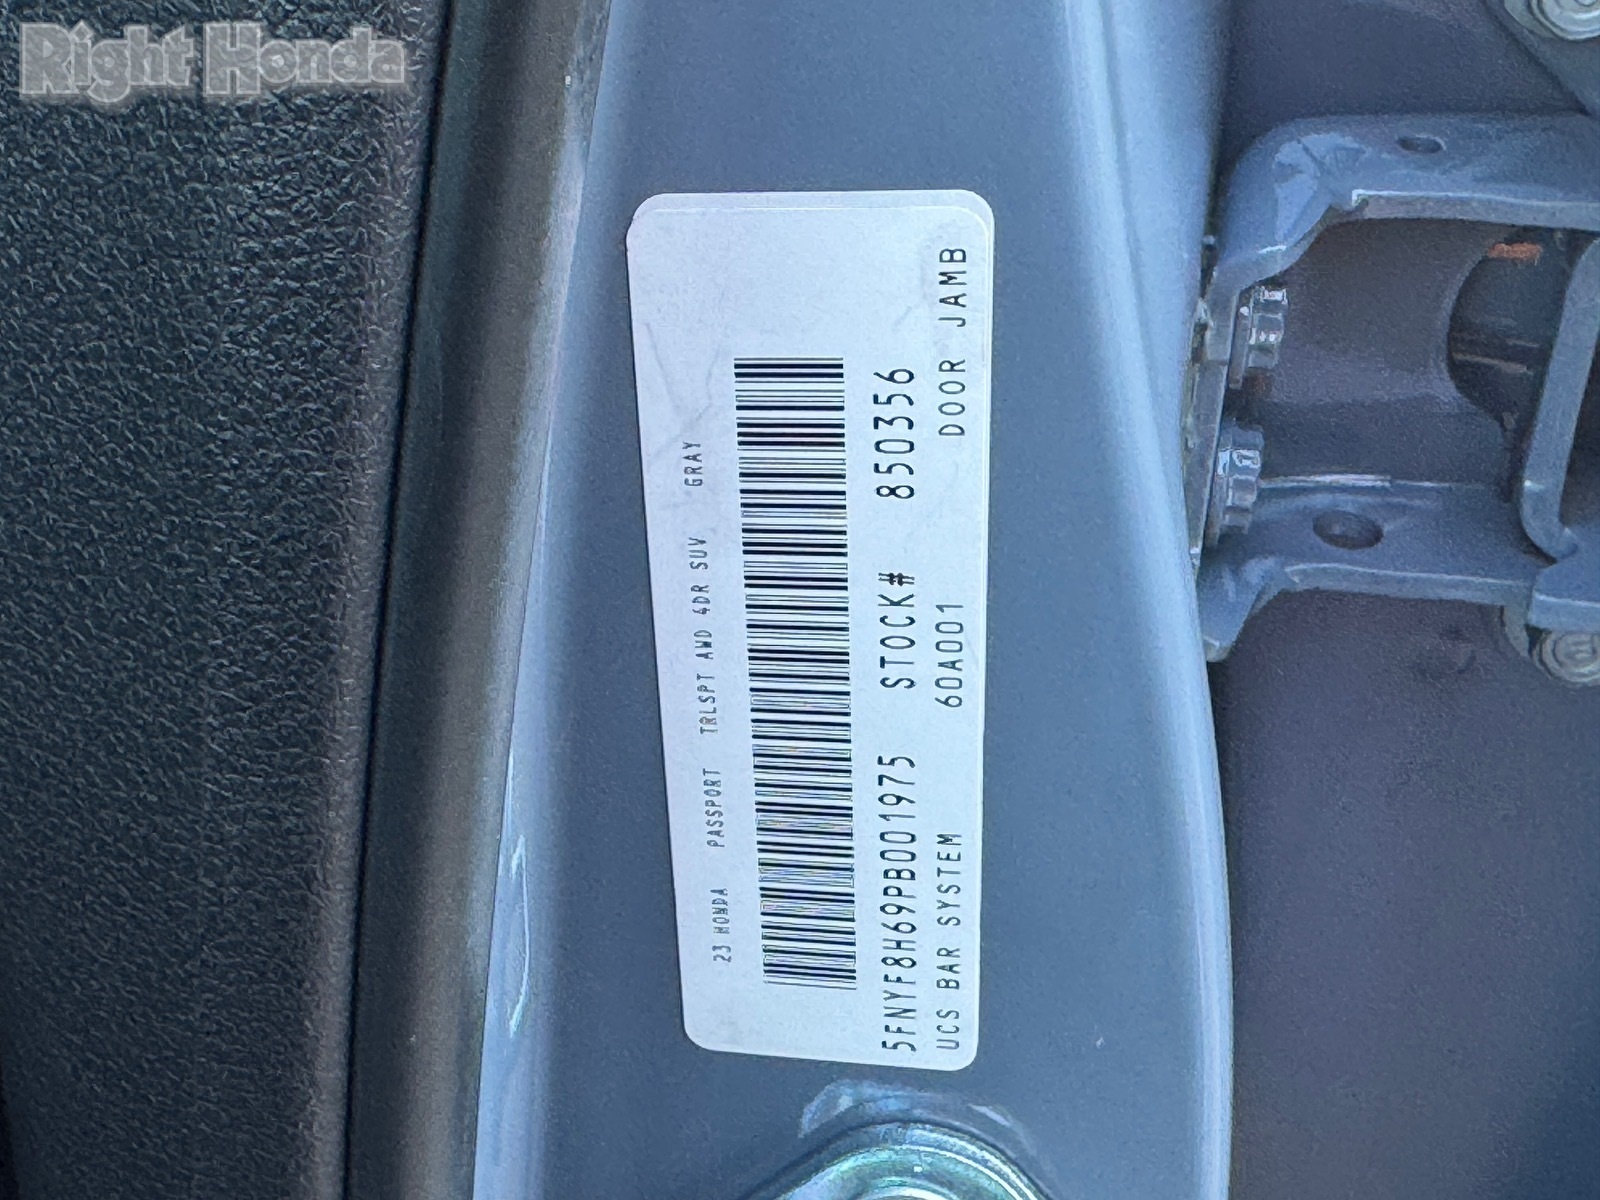 Right Honda
23 HONDA PASSPORT TRLSPT AWD 4DR SUV GRAY
5FNYF8H69PB001975 STOCK# 850356
UCS BAR SYSTEM 60A001 DOOR JAMB